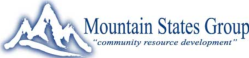 Mountain States Group
"community resource development"